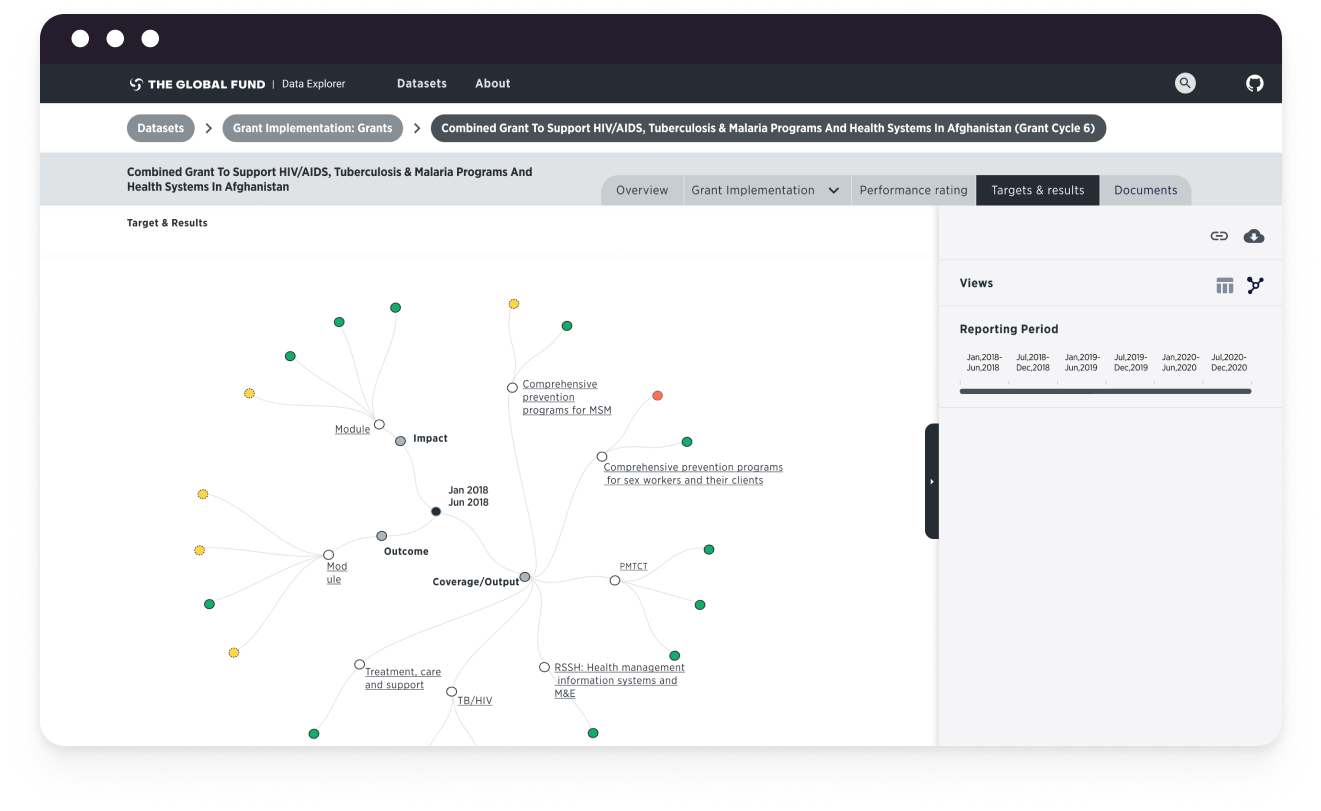 THE GLOBAL FUND | Data Explorer
Datasets
About
Datasets
Grant Implementation: Grants
Combined Grant To Support HIV/AIDS, Tuberculosis & Malaria Programs And Health Systems In Afghanistan (Grant Cycle 6)
Combined Grant To Support HIV/AIDS, Tuberculosis & Malaria Programs And
Health Systems In Afghanistan
Overview
Grant Implementation
Performance rating
Targets & results
Documents
Target & Results
Views
Reporting Period
Jan,2018-
Jun,2018
Jul,2018-
Dec,2018
Jan,2019-
Jun,2019
Jul,2019-
Dec,2019
Jan,2020-
Jun,2020
Jul,2020-
Dec,2020
Comprehensive
prevention
programs for MSM
Module
Impact
Comprehensive prevention programs
for sex workers and their clients
Jan 2018
Jun 2018
Outcome
Mod
ule
Coverage/Output
PMTCT
Treatment, care
and support
TB/HIV
RSSH: Health management
information systems and
M&E